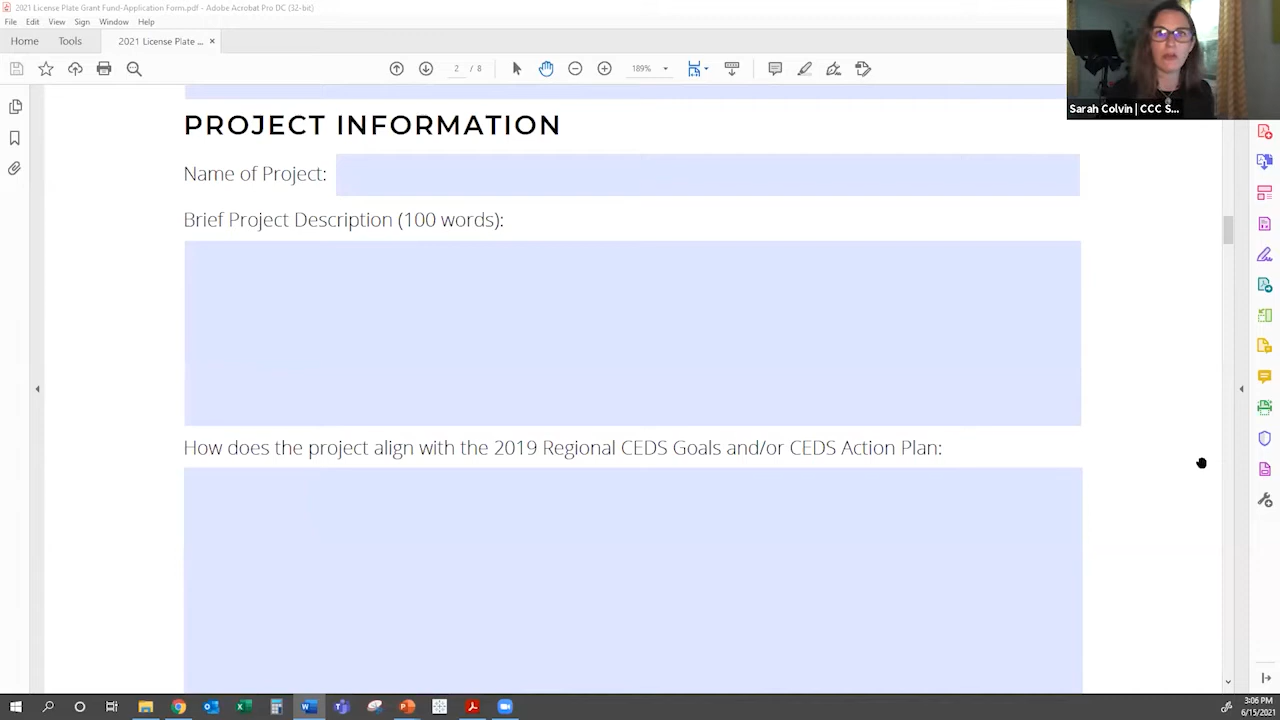 2021 License Plate Grant Fund-Application Form.pdf - Adobe Acrobat Pro DC (32-bit)
File Edit View Sign Window Help
Home Tools 2021 License Plate ... ×
2 / 8 189%
Sarah Colvin | CCC S...
PROJECT INFORMATION
Name of Project:
Brief Project Description (100 words):
How does the project align with the 2019 Regional CEDS Goals and/or CEDS Action Plan:
3:06 PM
6/15/2021